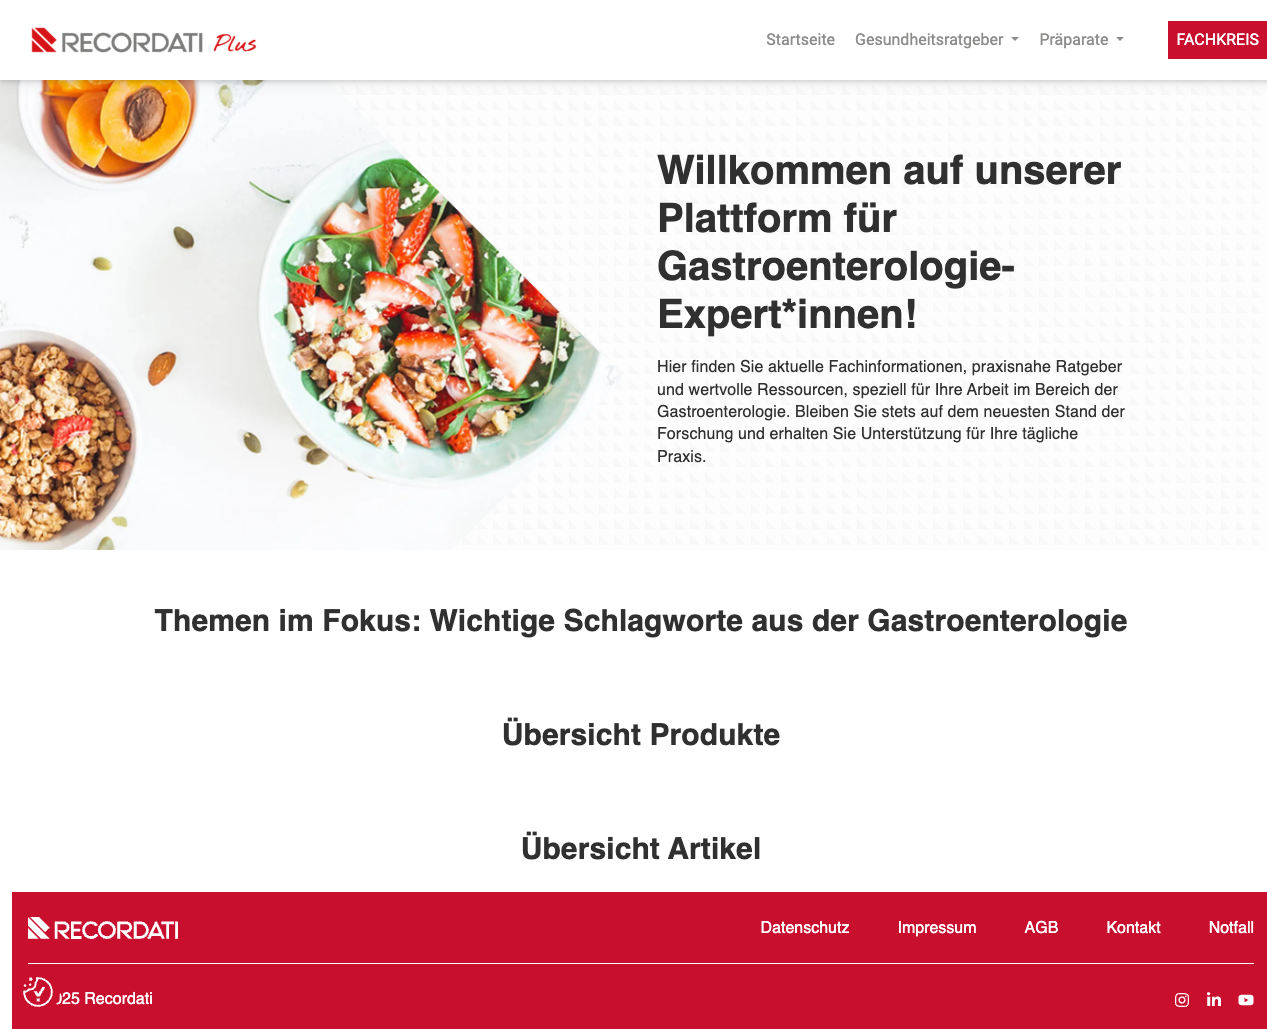 RECORDATI Plus
Startseite
Gesundheitsratgeber
Präparate
FACHKREIS
Willkommen auf unserer
Plattform für
Gastroenterologie-
Expert*innen!
Hier finden Sie aktuelle Fachinformationen, praxisnahe Ratgeber
und wertvolle Ressourcen, speziell für Ihre Arbeit im Bereich der
Gastroenterologie. Bleiben Sie stets auf dem neuesten Stand der
Forschung und erhalten Sie Unterstützung für Ihre tägliche
Praxis.
Themen im Fokus: Wichtige Schlagworte aus der Gastroenterologie
Übersicht Produkte
Übersicht Artikel
RECORDATI
Datenschutz
Impressum
AGB
Kontakt
Notfall
25 Recordati